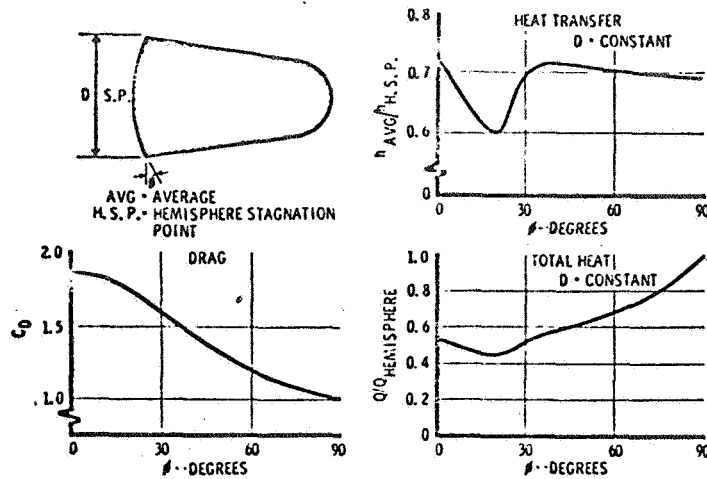 D
S.P.
ø
AVG = AVERAGE
H.S.P. = HEMISPHERE STAGNATION
POINT
HEAT TRANSFER
D = CONSTANT
h AVG/h H.S.P.
0.8
0.7
0.6
0
0 30 60 90
ø--DEGREES
DRAG
C D
2.0
1.5
1.0
0 30 60 90
ø--DEGREES
TOTAL HEAT
D = CONSTANT
Q/Q HEMISPHERE
1.0
0.8
0.6
0.4
0.2
0
0 30 60 90
ø--DEGREES